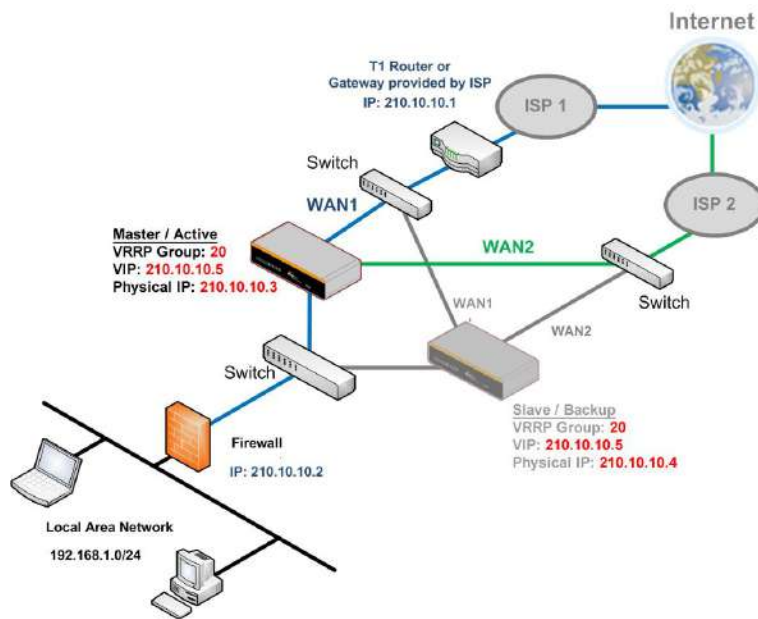 Internet
T1 Router or
Gateway provided by ISP
IP: 210.10.10.1
ISP 1
Switch
WAN1
ISP 2
Master / Active
VRRP Group: 20
VIP: 210.10.10.5
Physical IP: 210.10.10.3
WAN2
Switch
WAN1
WAN2
Switch
Slave / Backup
VRRP Group: 20
VIP: 210.10.10.5
Physical IP: 210.10.10.4
Firewall
IP: 210.10.10.2
Local Area Network
192.168.1.0/24